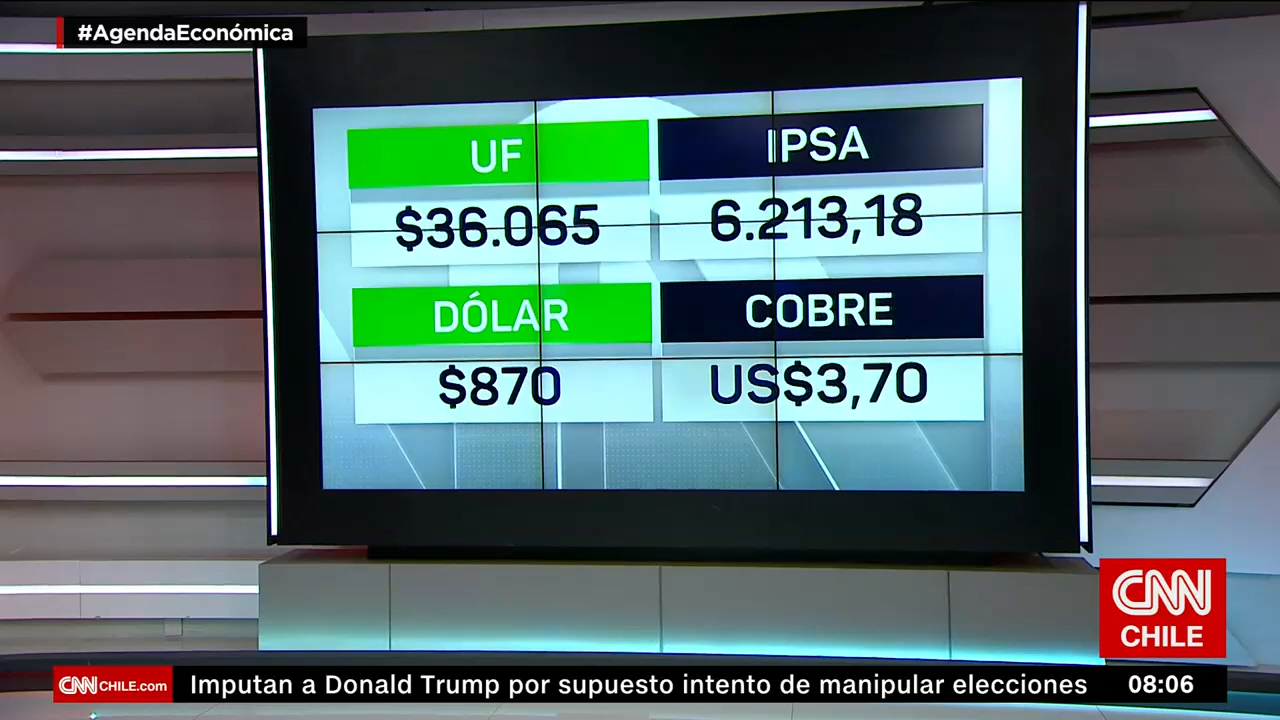 #AgendaEconómica
UF
$36.065
IPSA
6.213,18
DÓLAR
$870
COBRE
US$3,70
CNN
CHILE
CNNCHILE.com
Imputan a Donald Trump por supuesto intento de manipular elecciones
08:06